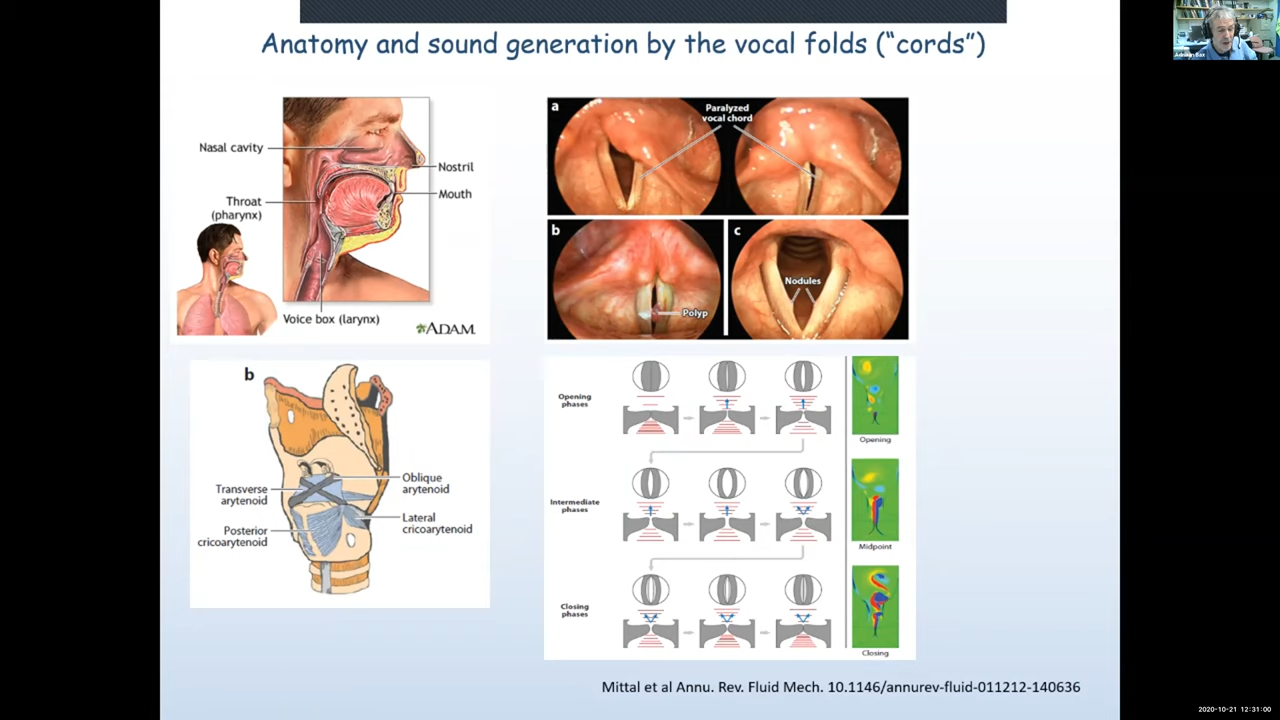 Anatomy and sound generation by the vocal folds (“cords”)
Nasal cavity
Nostril
Mouth
Throat
(pharynx)
Voice box (larynx)
ADAM.
a
Paralyzed
vocal chord
b
Polyp
c
Nodules
b
Transverse
arytenoid
Posterior
cricoarytenoid
Oblique
arytenoid
Lateral
cricoarytenoid
Opening
phases
Intermediate
phases
Closing
phases
Opening
Midpoint
Closing
Mittal et al Annu. Rev. Fluid Mech. 10.1146/annurev-fluid-011212-140636
Adriaan Bax
2020-10-21 12:31:00